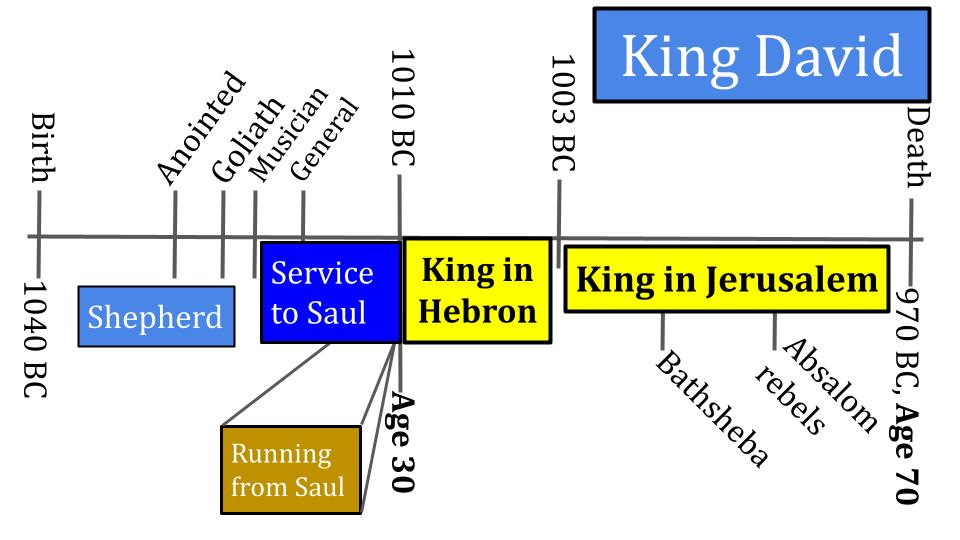 King David
Birth
Anointed
Goliath
Musician
General
1010 BC
1003 BC
Death
1040 BC
Shepherd
Service
to Saul
King in
Hebron
King in Jerusalem
970 BC, Age 70
Running
from Saul
Age 30
Bathsheba
Absalom
rebels